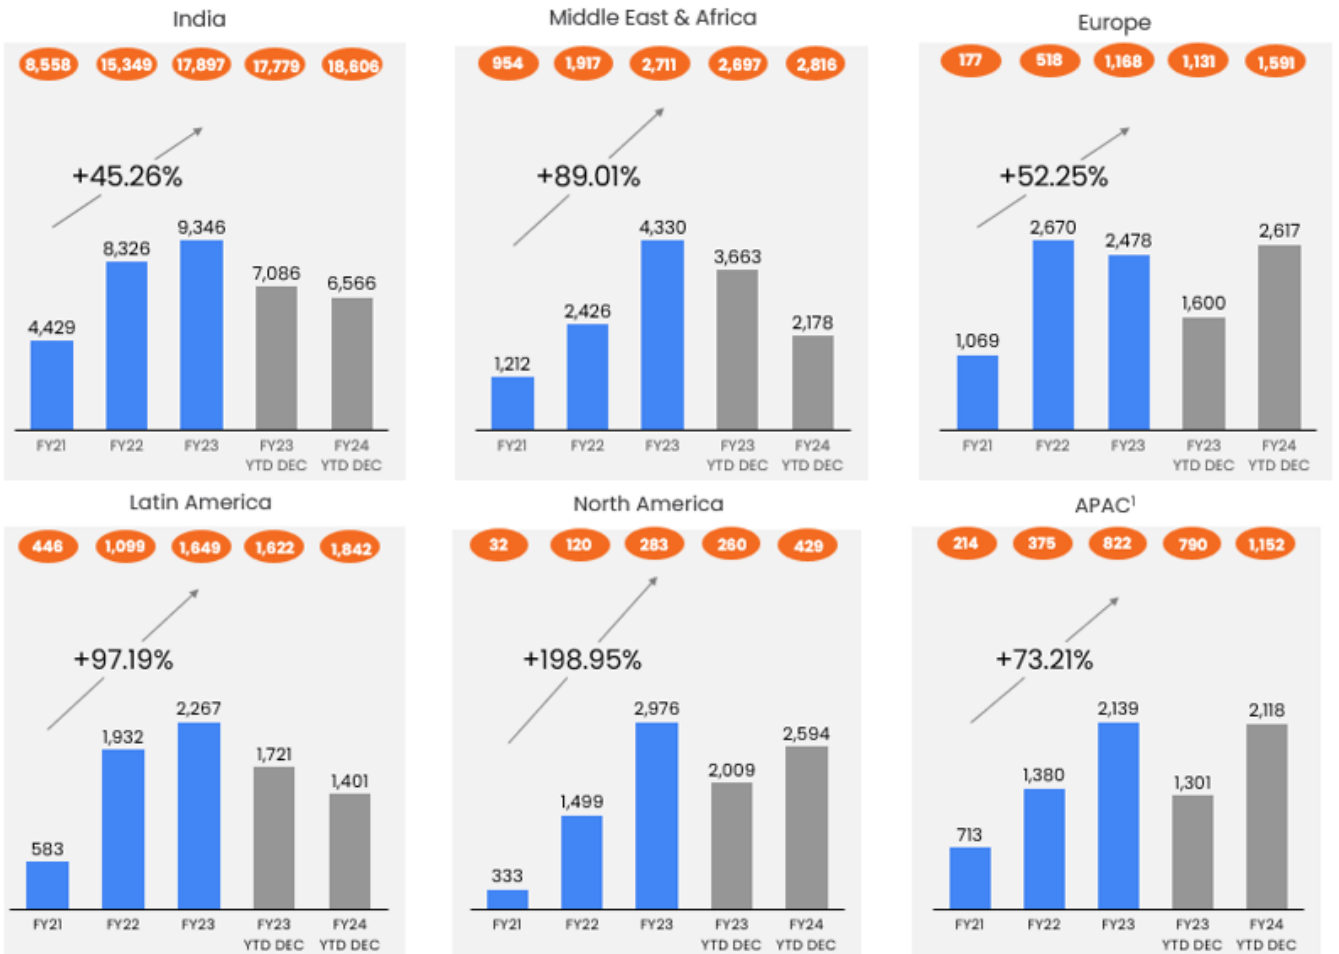 India
8,558 15,349 17,897 17,779 18,606
+45.26%
4,429 8,326 9,346 7,086 6,566
FY21 FY22 FY23 FY23 FY24
YTD DEC YTD DEC
Middle East & Africa
954 1,917 2,711 2,697 2,816
+89.01%
1,212 2,426 4,330 3,663 2,178
FY21 FY22 FY23 FY23 FY24
YTD DEC YTD DEC
Europe
177 518 1,168 1,131 1,591
+52.25%
1,069 2,670 2,478 1,600 2,617
FY21 FY22 FY23 FY23 FY24
YTD DEC YTD DEC
Latin America
446 1,099 1,649 1,622 1,842
+97.19%
583 1,932 2,267 1,721 1,401
FY21 FY22 FY23 FY23 FY24
YTD DEC YTD DEC
North America
32 120 283 260 429
+198.95%
333 1,499 2,976 2,009 2,594
FY21 FY22 FY23 FY23 FY24
YTD DEC YTD DEC
APAC¹
214 375 822 790 1,152
+73.21%
713 1,380 2,139 1,301 2,118
FY21 FY22 FY23 FY23 FY24
YTD DEC YTD DEC